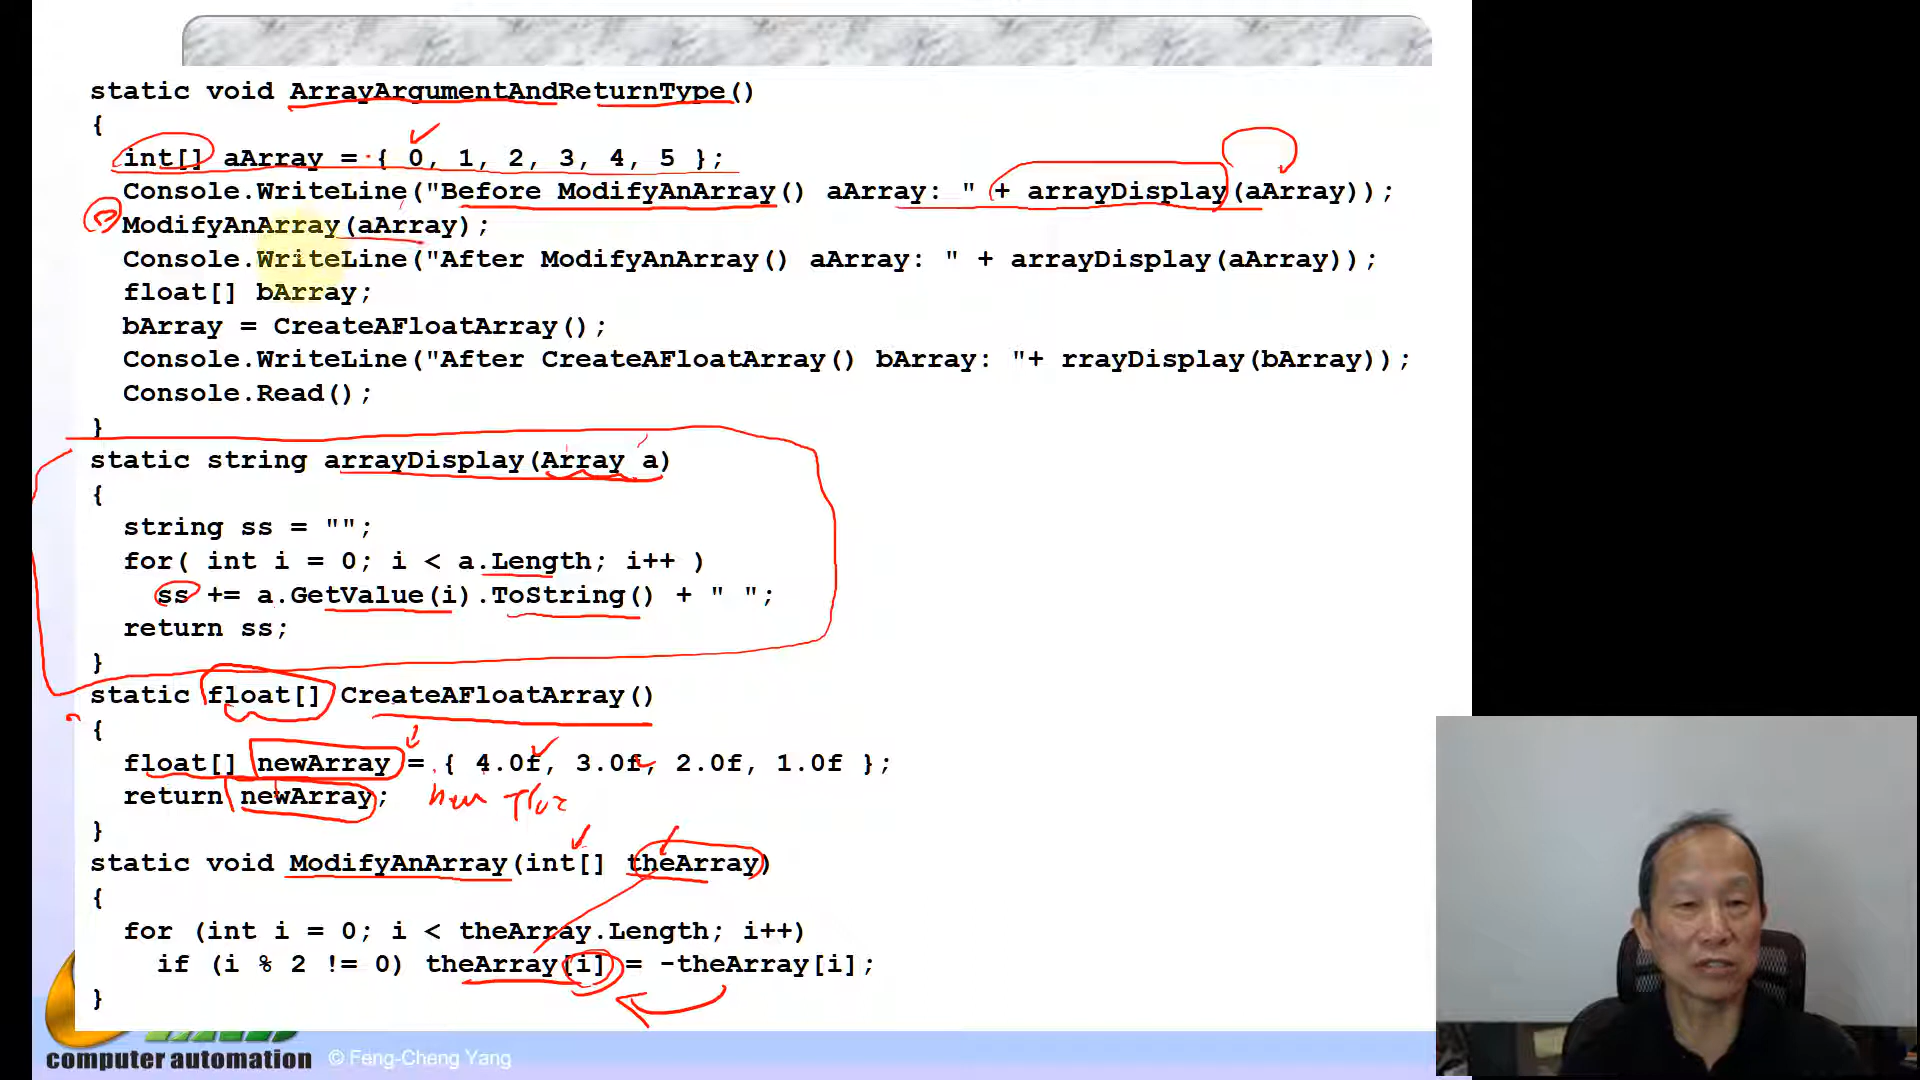 static void ArrayArgumentAndReturnType()
{
int[] aArray = { 0, 1, 2, 3, 4, 5 };
Console.WriteLine("Before ModifyAnArray() aArray: " + arrayDisplay(aArray));
ModifyAnArray(aArray);
Console.WriteLine("After ModifyAnArray() aArray: " + arrayDisplay(aArray));
float[] bArray;
bArray = CreateAFloatArray();
Console.WriteLine("After CreateAFloatArray() bArray: "+ rrayDisplay(bArray));
Console.Read();
}
static string arrayDisplay(Array a)
{
string ss = "";
for( int i = 0; i < a.Length; i++ )
ss += a.GetValue(i).ToString() + " ";
return ss;
}
static float[] CreateAFloatArray()
{
float[] newArray = { 4.0f, 3.0f, 2.0f, 1.0f };
return newArray;
new
}
static void ModifyAnArray(int[] theArray)
{
for (int i = 0; i < theArray.Length; i++)
if (i % 2 != 0) theArray[i] = -theArray[i];
}
computer automation
© Feng-Cheng Yang